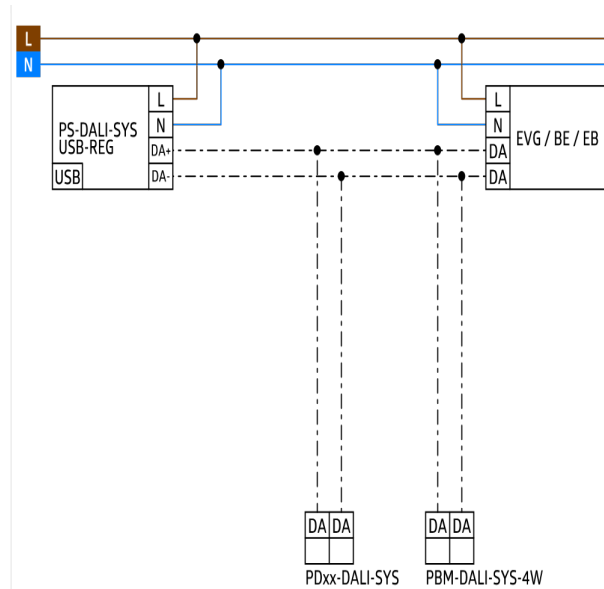 L
N
PS-DALI-SYS
USB-REG
USB
L
N
DA+
DA-
L
N
DA
DA
EVG / BE / EB
DA DA
PDxx-DALI-SYS
DA DA
PBM-DALI-SYS-4W